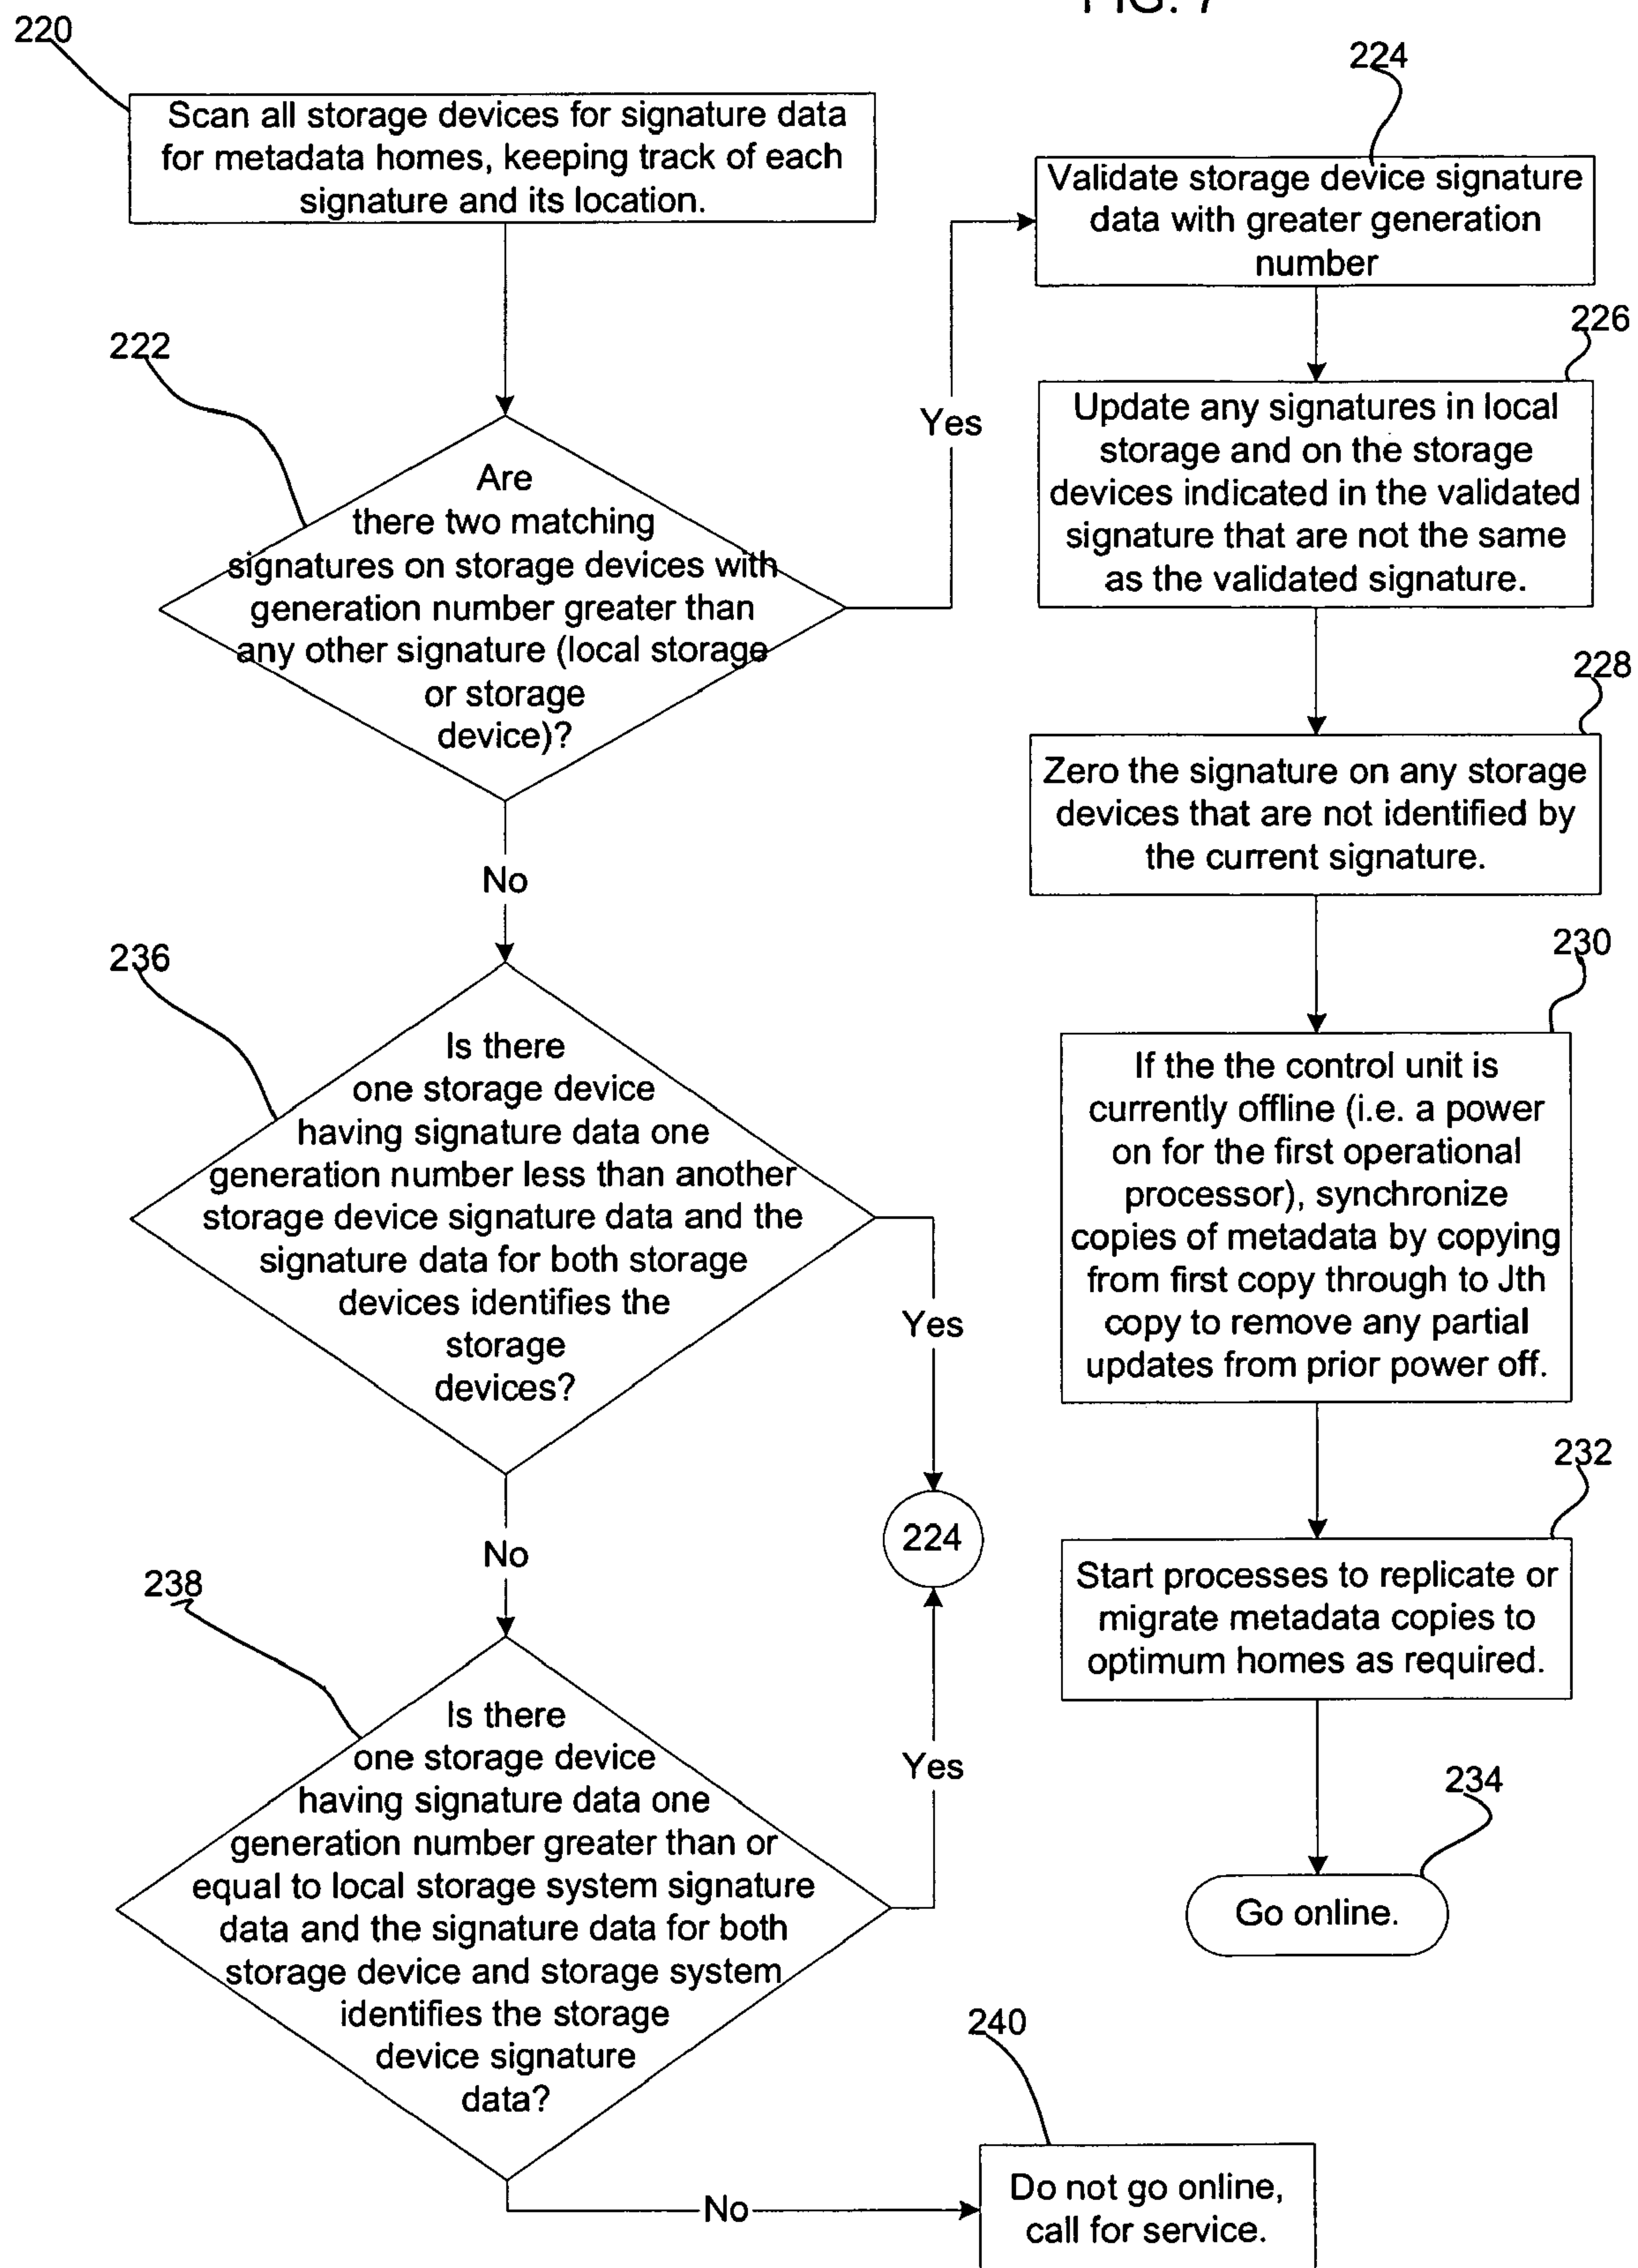 FIG. 7
220
Scan all storage devices for signature data
for metadata homes, keeping track of each
signature and its location.
222
Are
there two matching
signatures on storage devices with
generation number greater than
any other signature (local storage
or storage
device)?
Yes
No
224
Validate storage device signature
data with greater generation
number
226
Update any signatures in local
storage and on the storage
devices indicated in the validated
signature that are not the same
as the validated signature.
228
Zero the signature on any storage
devices that are not identified by
the current signature.
230
If the the control unit is
currently offline (i.e. a power
on for the first operational
processor), synchronize
copies of metadata by copying
from first copy through to Jth
copy to remove any partial
updates from prior power off.
232
Start processes to replicate or
migrate metadata copies to
optimum homes as required.
234
Go online.
236
Is there
one storage device
having signature data one
generation number less than another
storage device signature data and the
signature data for both storage
devices identifies the
storage
devices?
Yes
224
No
238
Is there
one storage device
having signature data one
generation number greater than or
equal to local storage system signature
data and the signature data for both
storage device and storage system
identifies the storage
device signature
data?
Yes
No
240
Do not go online,
call for service.